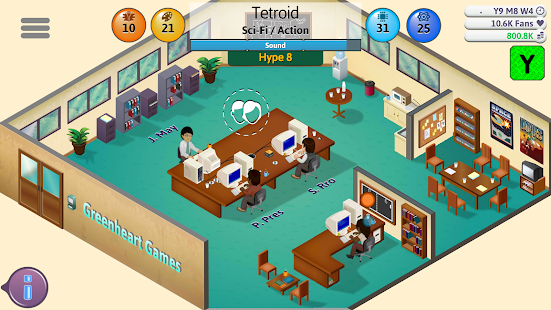 Tetroid
Sci-Fi / Action
Sound
Hype 8
10
21
31
25
Y9 M8 W4
10.6K Fans
800.8K
Y
J. May
S. Rro
P. Pres
Greenheart Games
i